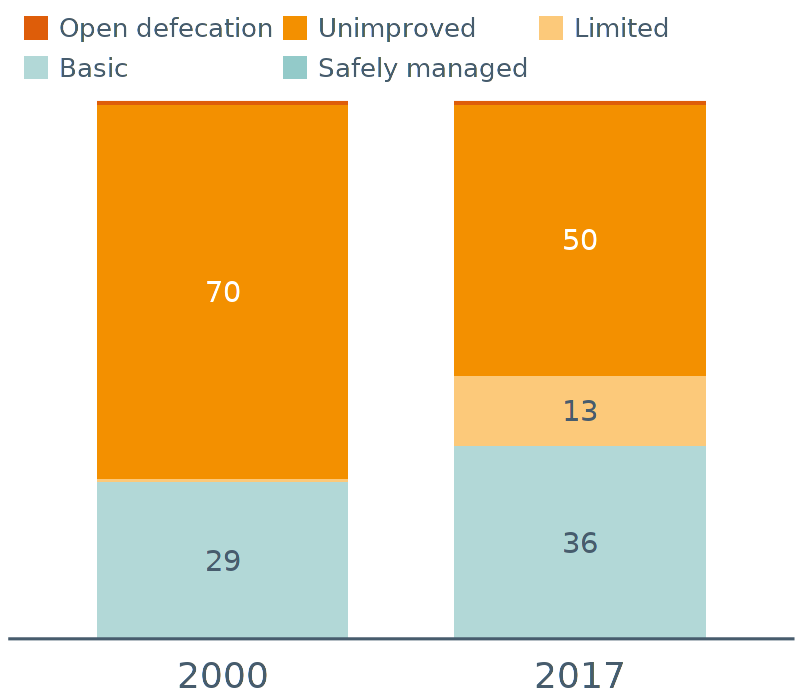 Open defecation Unimproved Limited
Basic Safely managed
70 50
13
29 36
2000 2017